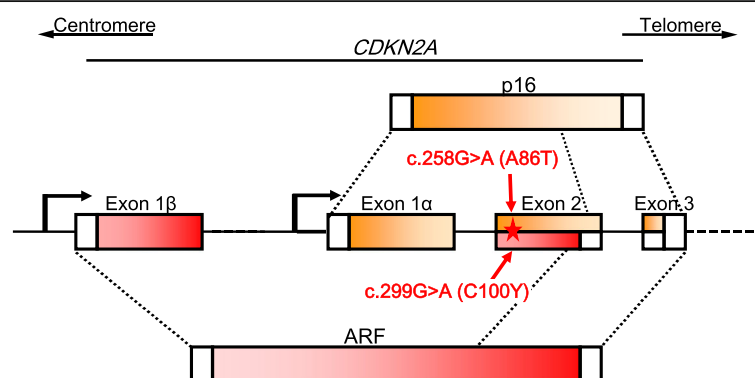 Centromere
Telomere
CDKN2A
p16
c.258G>A (A86T)
Exon 1β
Exon 1α
Exon 2
Exon 3
c.299G>A (C100Y)
ARF